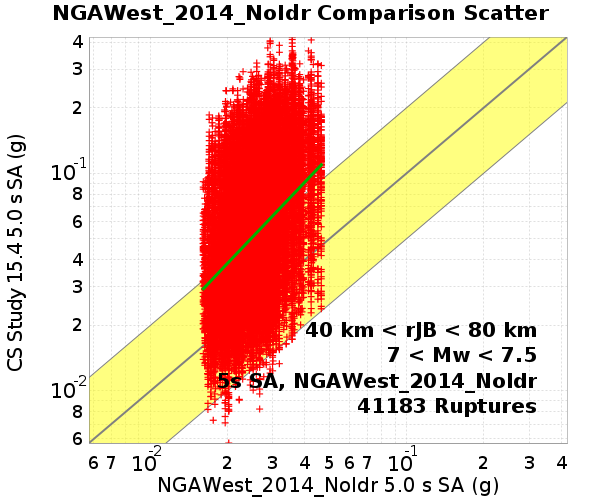 NGAWest_2014_NoIdr Comparison Scatter
4
3
2
10-1
8
6
4
3
2
10-2
8
6
CS Study 15.4 5.0 s SA (g)
40 km < rJB < 80 km
7 < Mw < 7.5
5s SA, NGAWest_2014_NoIdr
41183 Ruptures
6 7 10-2 2 3 4 5 6 7 10-1 2 3 4
NGAWest_2014_NoIdr 5.0 s SA (g)